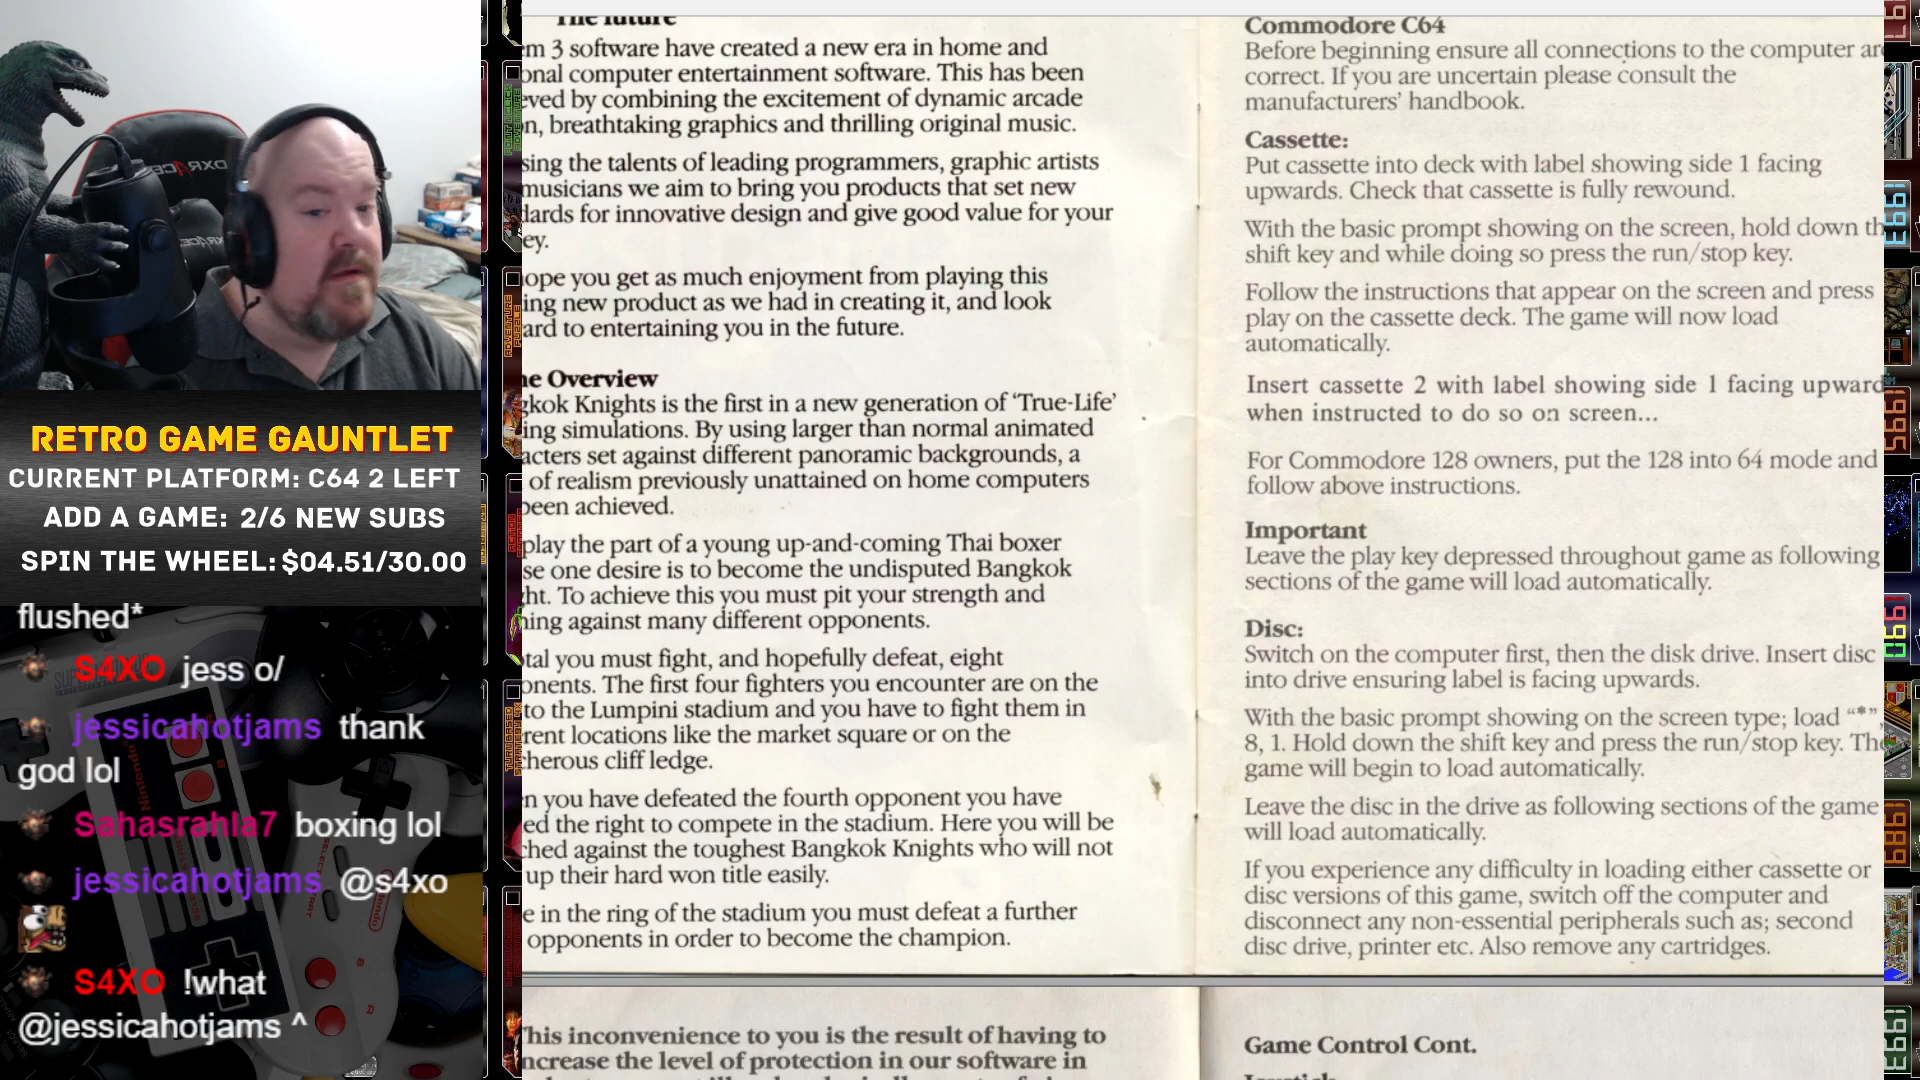 RETRO GAME GAUNTLET
CURRENT PLATFORM: C64 2 LEFT
ADD A GAME: 2/6 NEW SUBS
SPIN THE WHEEL: $04.51/30.00
flushed*
S4XO jess o/
jessicahotjams thank
god lol
Sahasrahla7 boxing lol
jessicahotjams @s4xo
S4XO !what
@jessicahotjams ^
The future
m 3 software have created a new era in home and
onal computer entertainment software. This has been
eved by combining the excitement of dynamic arcade
n, breathtaking graphics and thrilling original music.
sing the talents of leading programmers, graphic artists
musicians we aim to bring you products that set new
dards for innovative design and give good value for your
ey.
ope you get as much enjoyment from playing this
ing new product as we had in creating it, and look
ard to entertaining you in the future.
ne Overview
gkok Knights is the first in a new generation of ‘True-Life’
ing simulations. By using larger than normal animated
acters set against different panoramic backgrounds, a
of realism previously unattained on home computers
been achieved.
play the part of a young up-and-coming Thai boxer
se one desire is to become the undisputed Bangkok
ht. To achieve this you must pit your strength and
ning against many different opponents.
tal you must fight, and hopefully defeat, eight
onents. The first four fighters you encounter are on the
to the Lumpini stadium and you have to fight them in
rent locations like the market square or on the
herous cliff ledge.
n you have defeated the fourth opponent you have
ed the right to compete in the stadium. Here you will be
ched against the toughest Bangkok Knights who will not
up their hard won title easily.
e in the ring of the stadium you must defeat a further
opponents in order to become the champion.
This inconvenience to you is the result of having to
ncrease the level of protection in our software in
Commodore C64
Before beginning ensure all connections to the computer are
correct. If you are uncertain please consult the
manufacturers’ handbook.
Cassette:
Put cassette into deck with label showing side 1 facing
upwards. Check that cassette is fully rewound.
With the basic prompt showing on the screen, hold down th
shift key and while doing so press the run/stop key.
Follow the instructions that appear on the screen and press
play on the cassette deck. The game will now load
automatically.
Insert cassette 2 with label showing side 1 facing upward
when instructed to do so on screen...
For Commodore 128 owners, put the 128 into 64 mode and
follow above instructions.
Important
Leave the play key depressed throughout game as following
sections of the game will load automatically.
Disc:
Switch on the computer first, then the disk drive. Insert disc
into drive ensuring label is facing upwards.
With the basic prompt showing on the screen type; load “*”,
8, 1. Hold down the shift key and press the run/stop key. The
game will begin to load automatically.
Leave the disc in the drive as following sections of the game
will load automatically.
If you experience any difficulty in loading either cassette or
disc versions of this game, switch off the computer and
disconnect any non-essential peripherals such as; second
disc drive, printer etc. Also remove any cartridges.
Game Control Cont.
1993
1995
1990
1989
1993